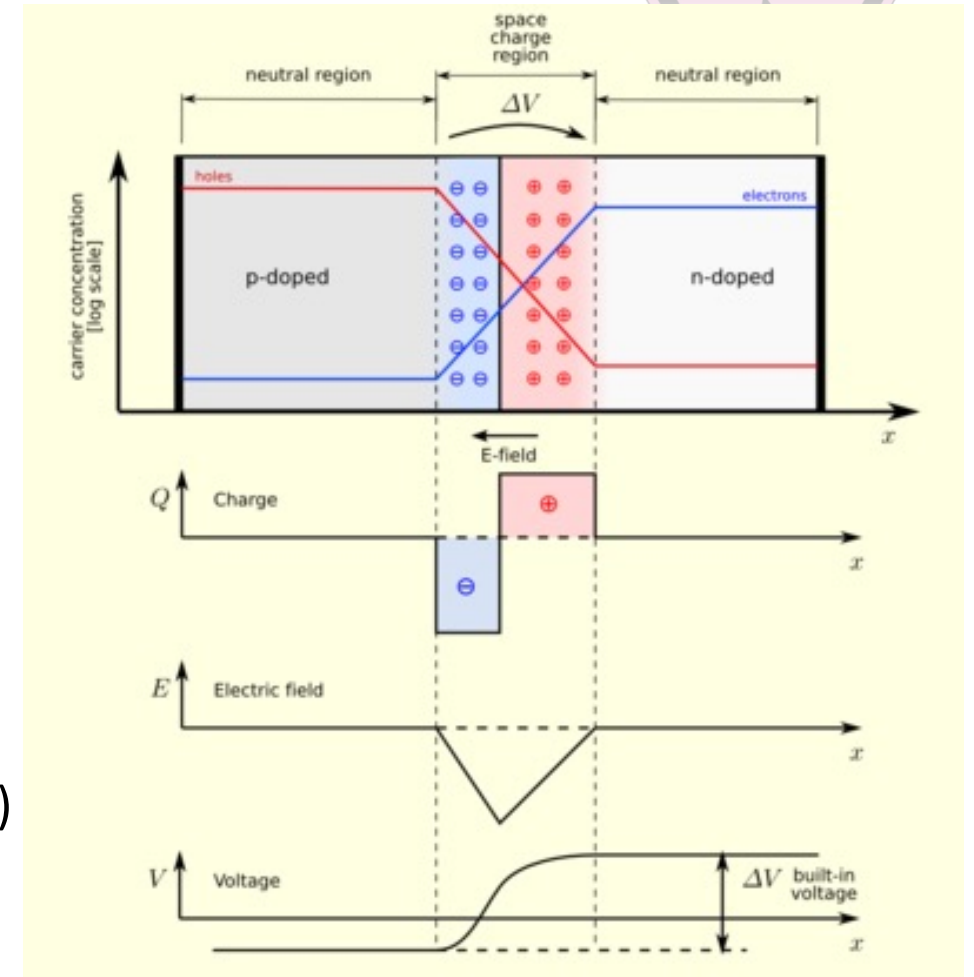 space
charge
region
neutral region
neutral region
ΔV
holes
electrons
carrier concentration
[log scale]
p-doped
n-doped
⊖ ⊖ ⊕ ⊕
⊖ ⊖ ⊕ ⊕
⊖ ⊖ ⊕ ⊕
⊖ ⊖ ⊕ ⊕
⊖ ⊖ ⊕ ⊕
⊖ ⊖ ⊕ ⊕
⊖ ⊖ ⊕ ⊕
x
E-field
Q Charge
⊕
x
⊖
E Electric field
x
)
V Voltage
ΔV built-in
voltage
x